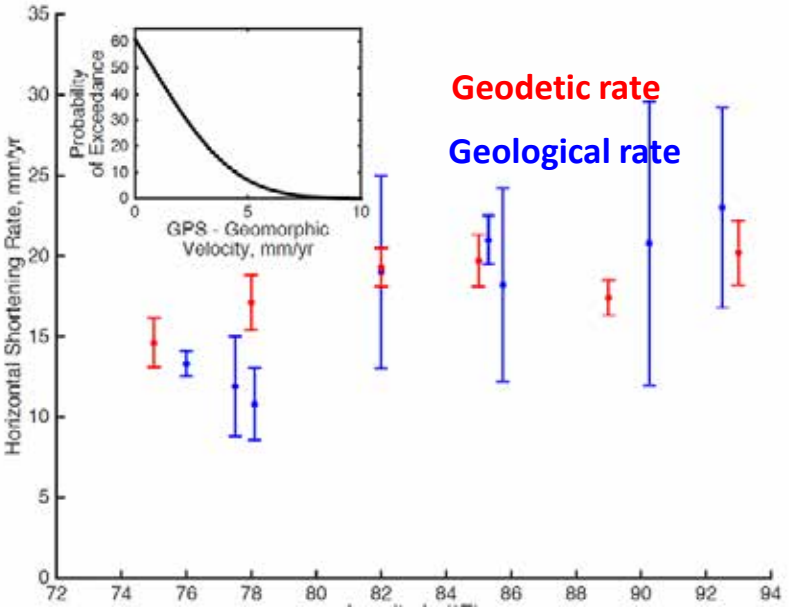 Geodetic rate
Geological rate
Horizontal Shortening Rate, mm/yr
35
30
25
20
15
10
5
0
72 74 76 78 80 82 84 86 88 90 92 94
Probability
of Exceedance
60
50
40
30
20
10
0
0 5 10
GPS - Geomorphic
Velocity, mm/yr